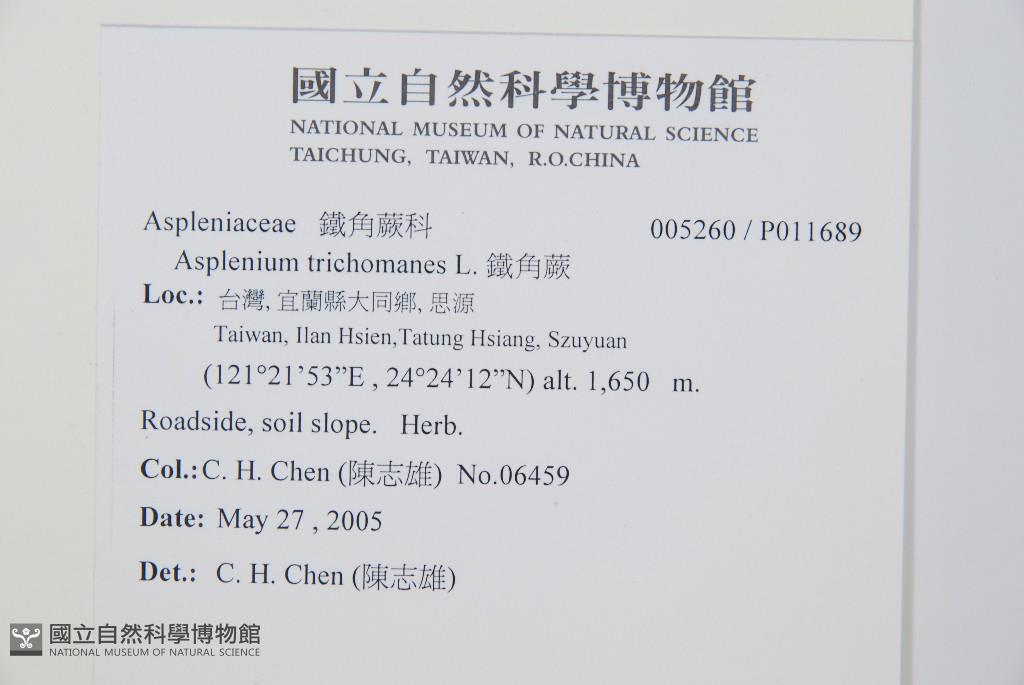 國立自然科學博物館
NATIONAL MUSEUM OF NATURAL SCIENCE
TAICHUNG, TAIWAN, R.O.CHINA
Aspleniaceae 鐵角蕨科 005260 / P011689
Asplenium trichomanes L. 鐵角蕨
Loc.: 台灣, 宜蘭縣大同鄉, 思源
Taiwan, Ilan Hsien,Tatung Hsiang, Szuyuan
(121°21’53”E , 24°24’12”N) alt. 1,650 m.
Roadside, soil slope. Herb.
Col.: C. H. Chen (陳志雄) No.06459
Date: May 27 , 2005
Det.: C. H. Chen (陳志雄)
國立自然科學博物館
NATIONAL MUSEUM OF NATURAL SCIENCE